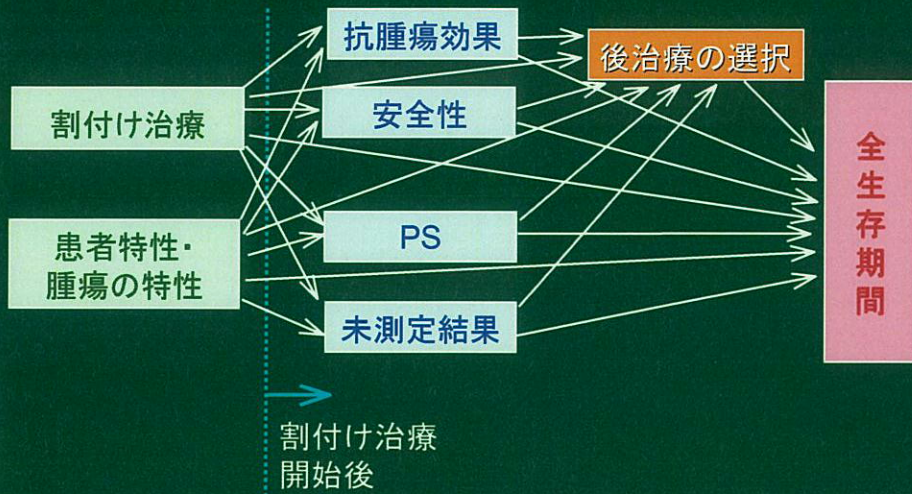 抗腫瘍効果
後治療の選択
割付け治療
安全性
全生存期間
患者特性・
腫瘍の特性
PS
未測定結果
割付け治療
開始後